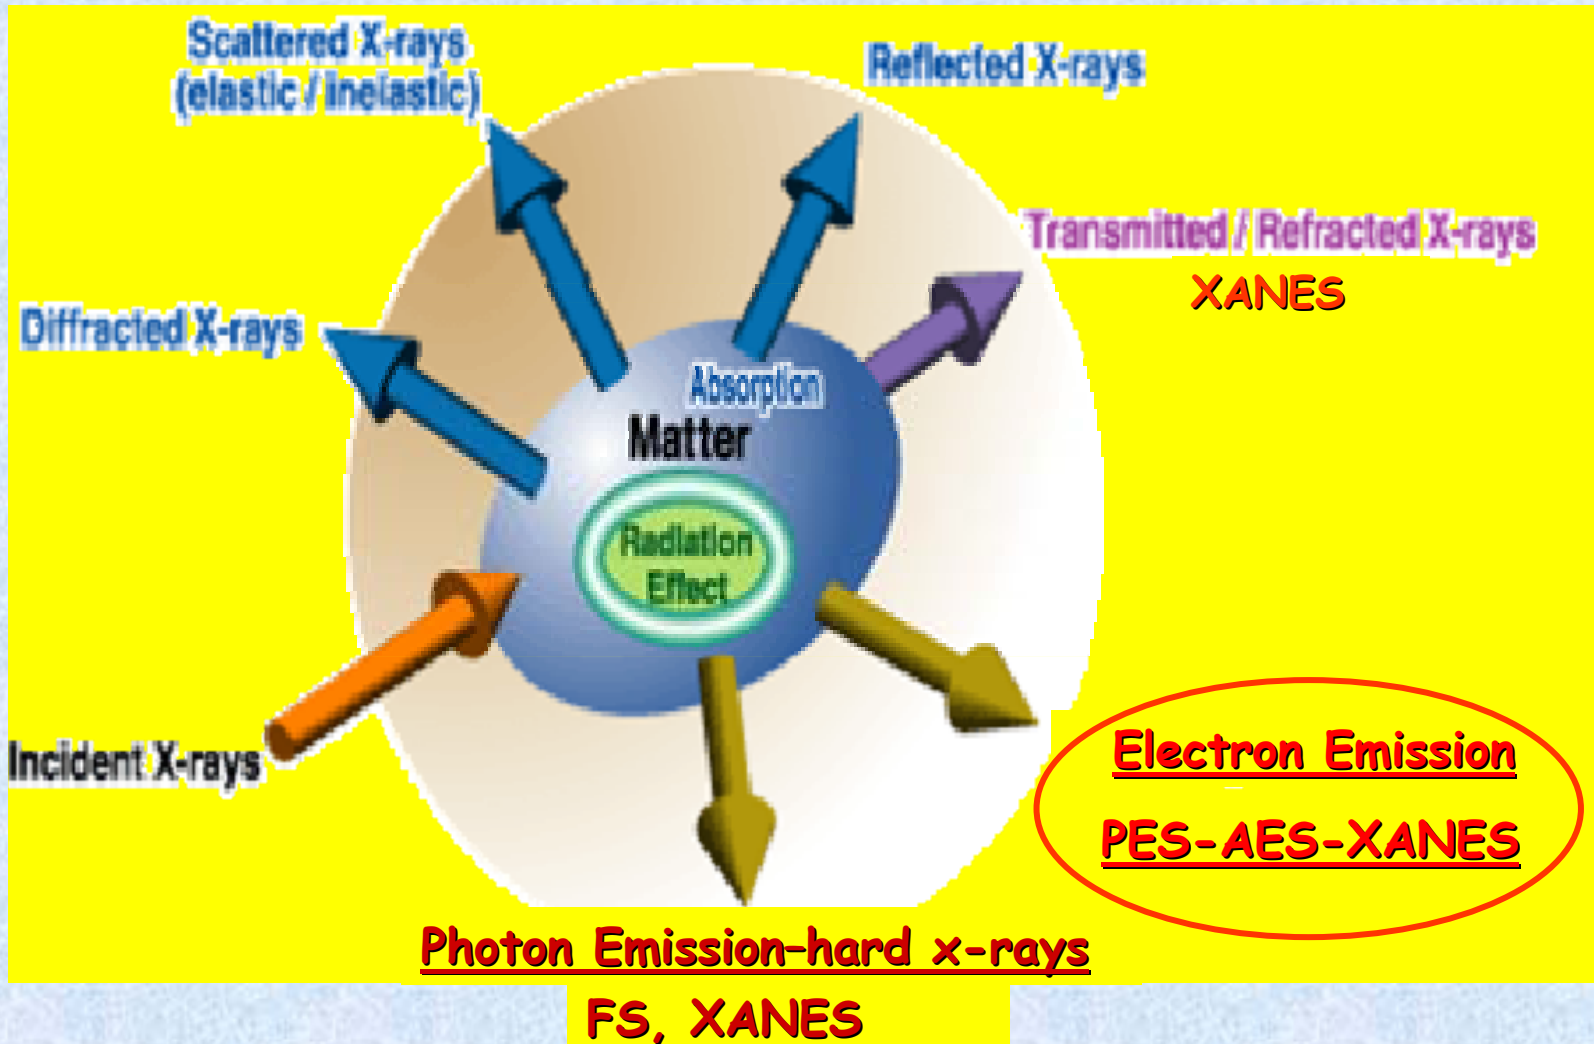 Scattered X-rays
(elastic / inelastic)
Reflected X-rays
Transmitted / Refracted X-rays
XANES
Diffracted X-rays
Absorption
Matter
Radiation
Effect
Incident X-rays
Electron Emission
PES-AES-XANES
Photon Emission–hard x-rays
FS, XANES